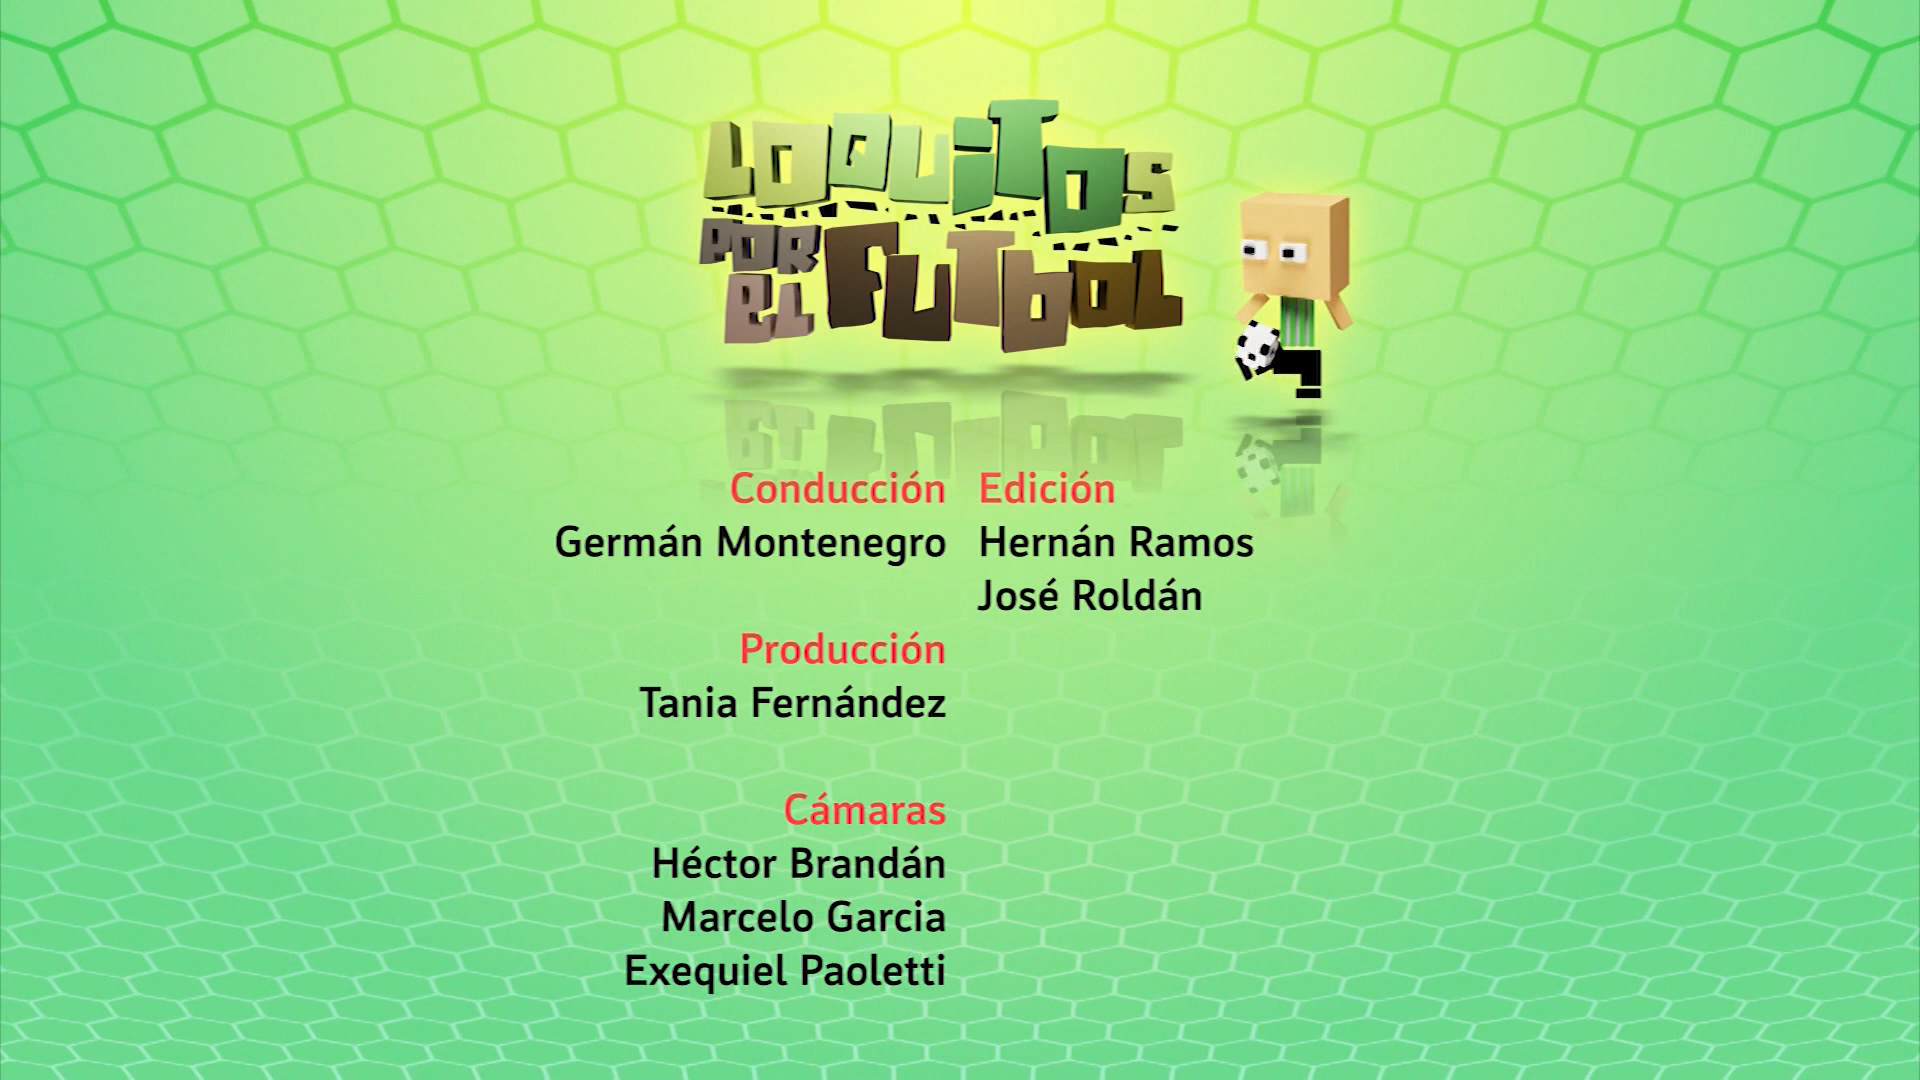 LOQUITOS
POR
EL FUTBOL
Conducción
Germán Montenegro
Producción
Tania Fernández
Cámaras
Héctor Brandán
Marcelo Garcia
Exequiel Paoletti
Edición
Hernán Ramos
José Roldán